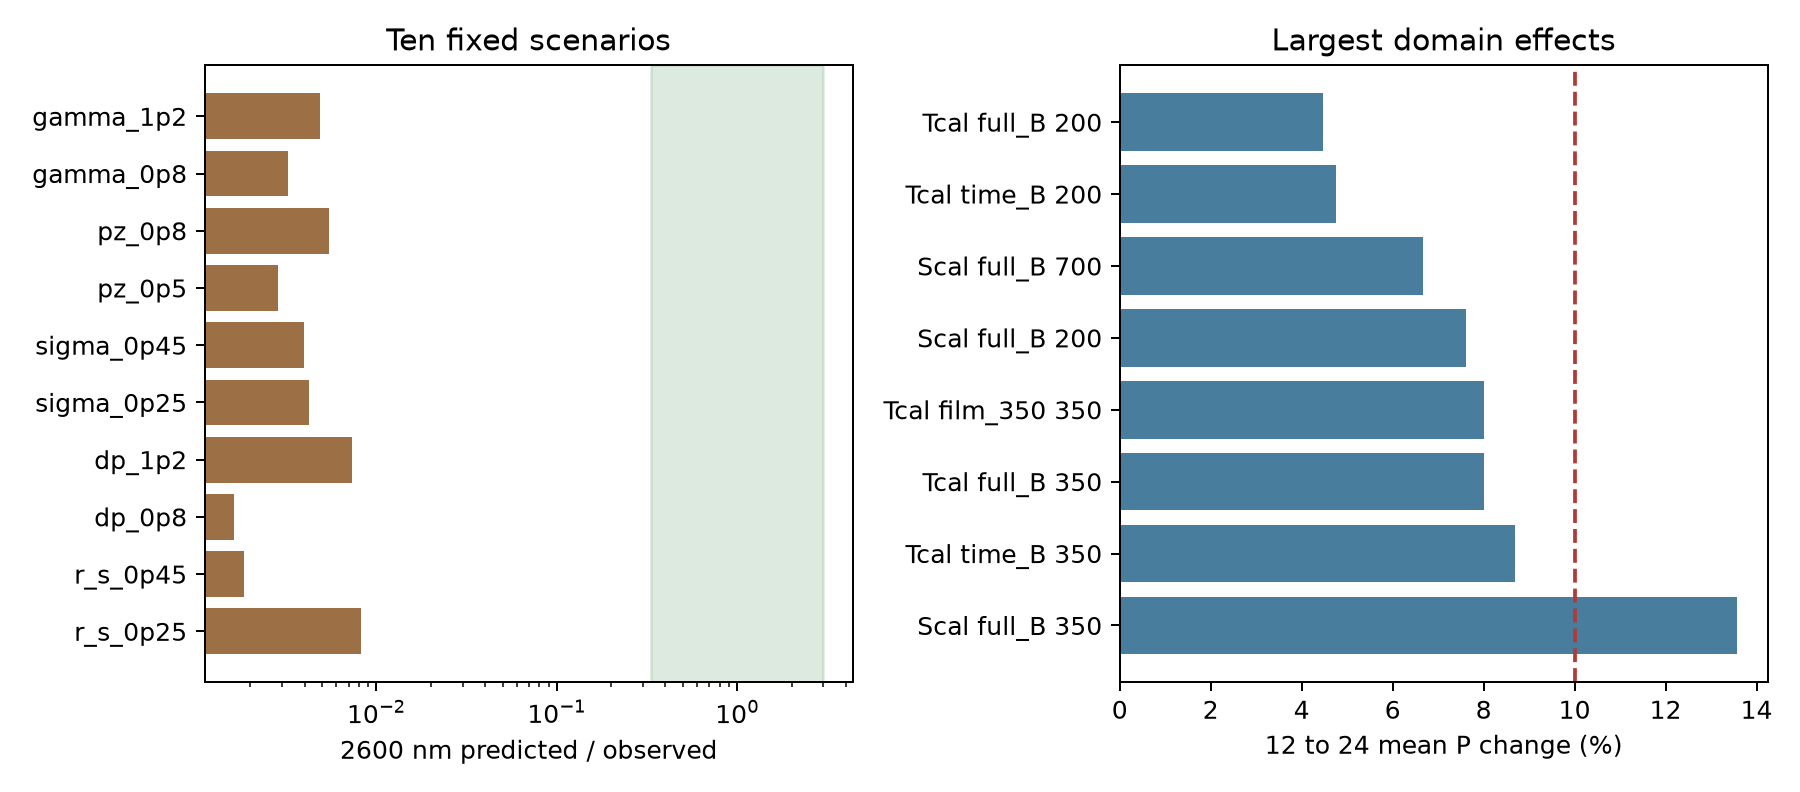 Ten fixed scenarios
gamma_1p2
gamma_0p8
pz_0p8
pz_0p5
sigma_0p45
sigma_0p25
dp_1p2
dp_0p8
r_s_0p45
r_s_0p25
10⁻² 10⁻¹ 10⁰
2600 nm predicted / observed
Largest domain effects
Tcal full_B 200
Tcal time_B 200
Scal full_B 700
Scal full_B 200
Tcal film_350 350
Tcal full_B 350
Tcal time_B 350
Scal full_B 350
0 2 4 6 8 10 12 14
12 to 24 mean P change (%)